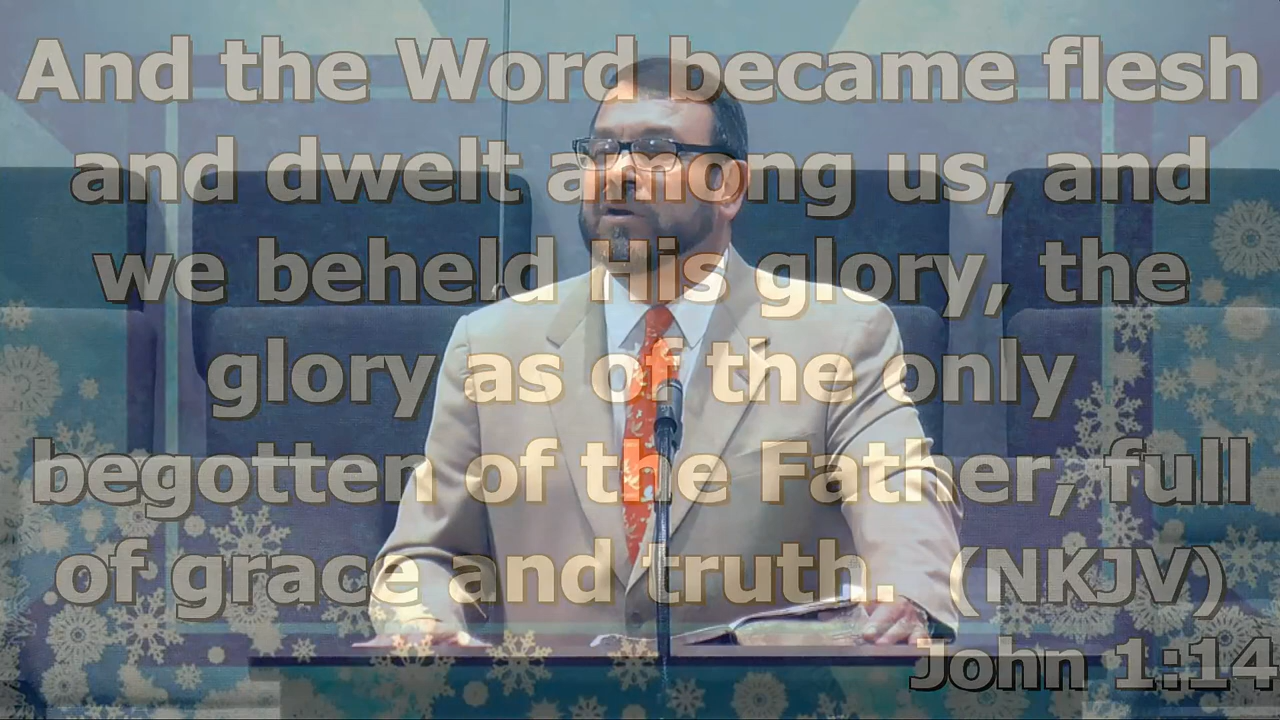 And the Word became flesh
and dwelt among us, and
we beheld His glory, the
glory as of the only
begotten of the Father, full
of grace and truth. (NKJV)
John 1:14